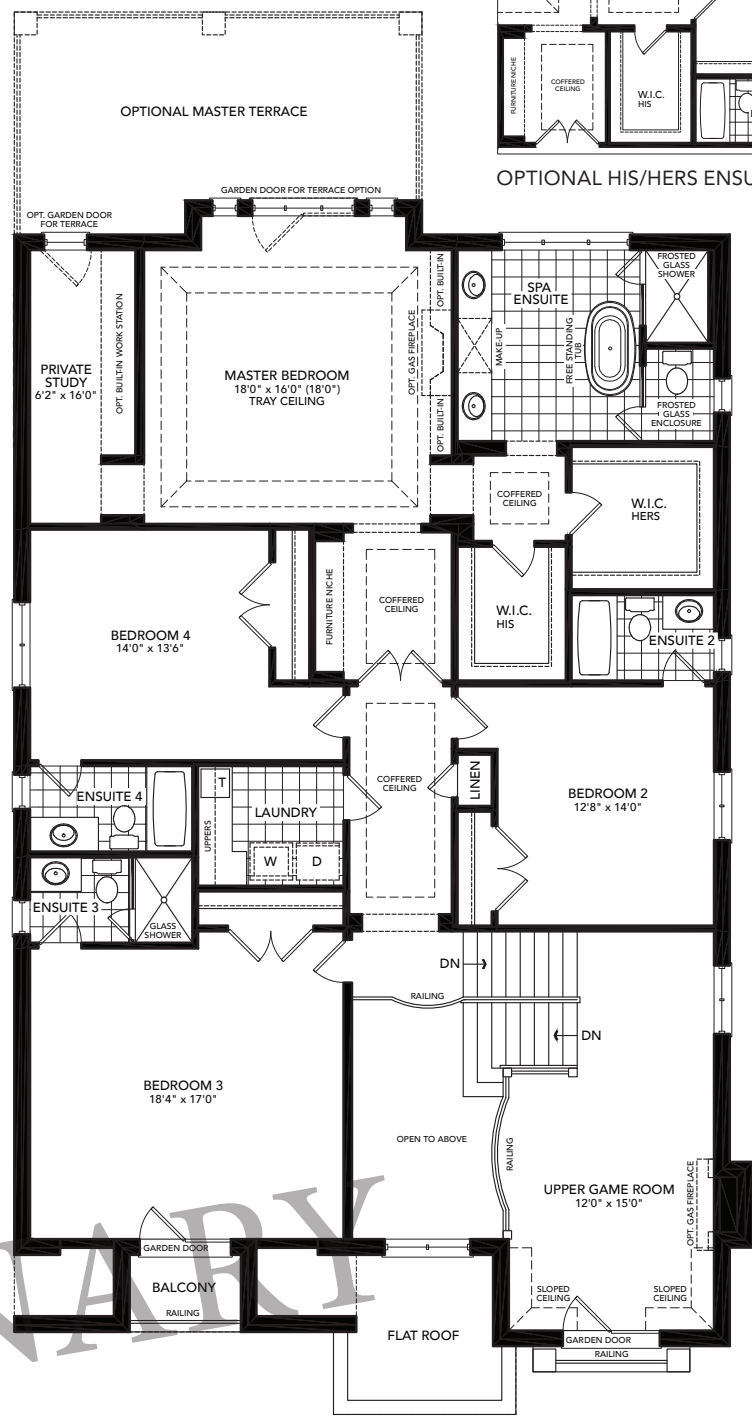 FURNITURE NICHE
COFFERED
CEILING
W.I.C.
HIS
OPTIONAL HIS/HERS ENSU
OPTIONAL MASTER TERRACE
GARDEN DOOR FOR TERRACE OPTION
OPT. GARDEN DOOR
FOR TERRACE
PRIVATE
STUDY
6'2" x 16'0"
OPT. BUILT-IN WORK STATION
MASTER BEDROOM
18'0" x 16'0" (18'0")
TRAY CEILING
OPT. BUILT-IN
OPT. GAS FIREPLACE
OPT. BUILT-IN
SPA
ENSUITE
MAKE-UP
FREE STANDING
TUB
FROSTED
GLASS
SHOWER
FROSTED
GLASS
ENCLOSURE
COFFERED
CEILING
W.I.C.
HERS
W.I.C.
HIS
FURNITURE NICHE
COFFERED
CEILING
BEDROOM 4
14'0" x 13'6"
ENSUITE 2
ENSUITE 4
UPPERS
T
LAUNDRY
W
D
COFFERED
CEILING
LINEN
BEDROOM 2
12'8" x 14'0"
ENSUITE 3
GLASS
SHOWER
DN
RAILING
DN
BEDROOM 3
18'4" x 17'0"
OPEN TO ABOVE
RAILING
UPPER GAME ROOM
12'0" x 15'0"
OPT. GAS FIREPLACE
GARDEN DOOR
BALCONY
RAILING
FLAT ROOF
SLOPED
CEILING
SLOPED
CEILING
GARDEN DOOR
RAILING
NARY